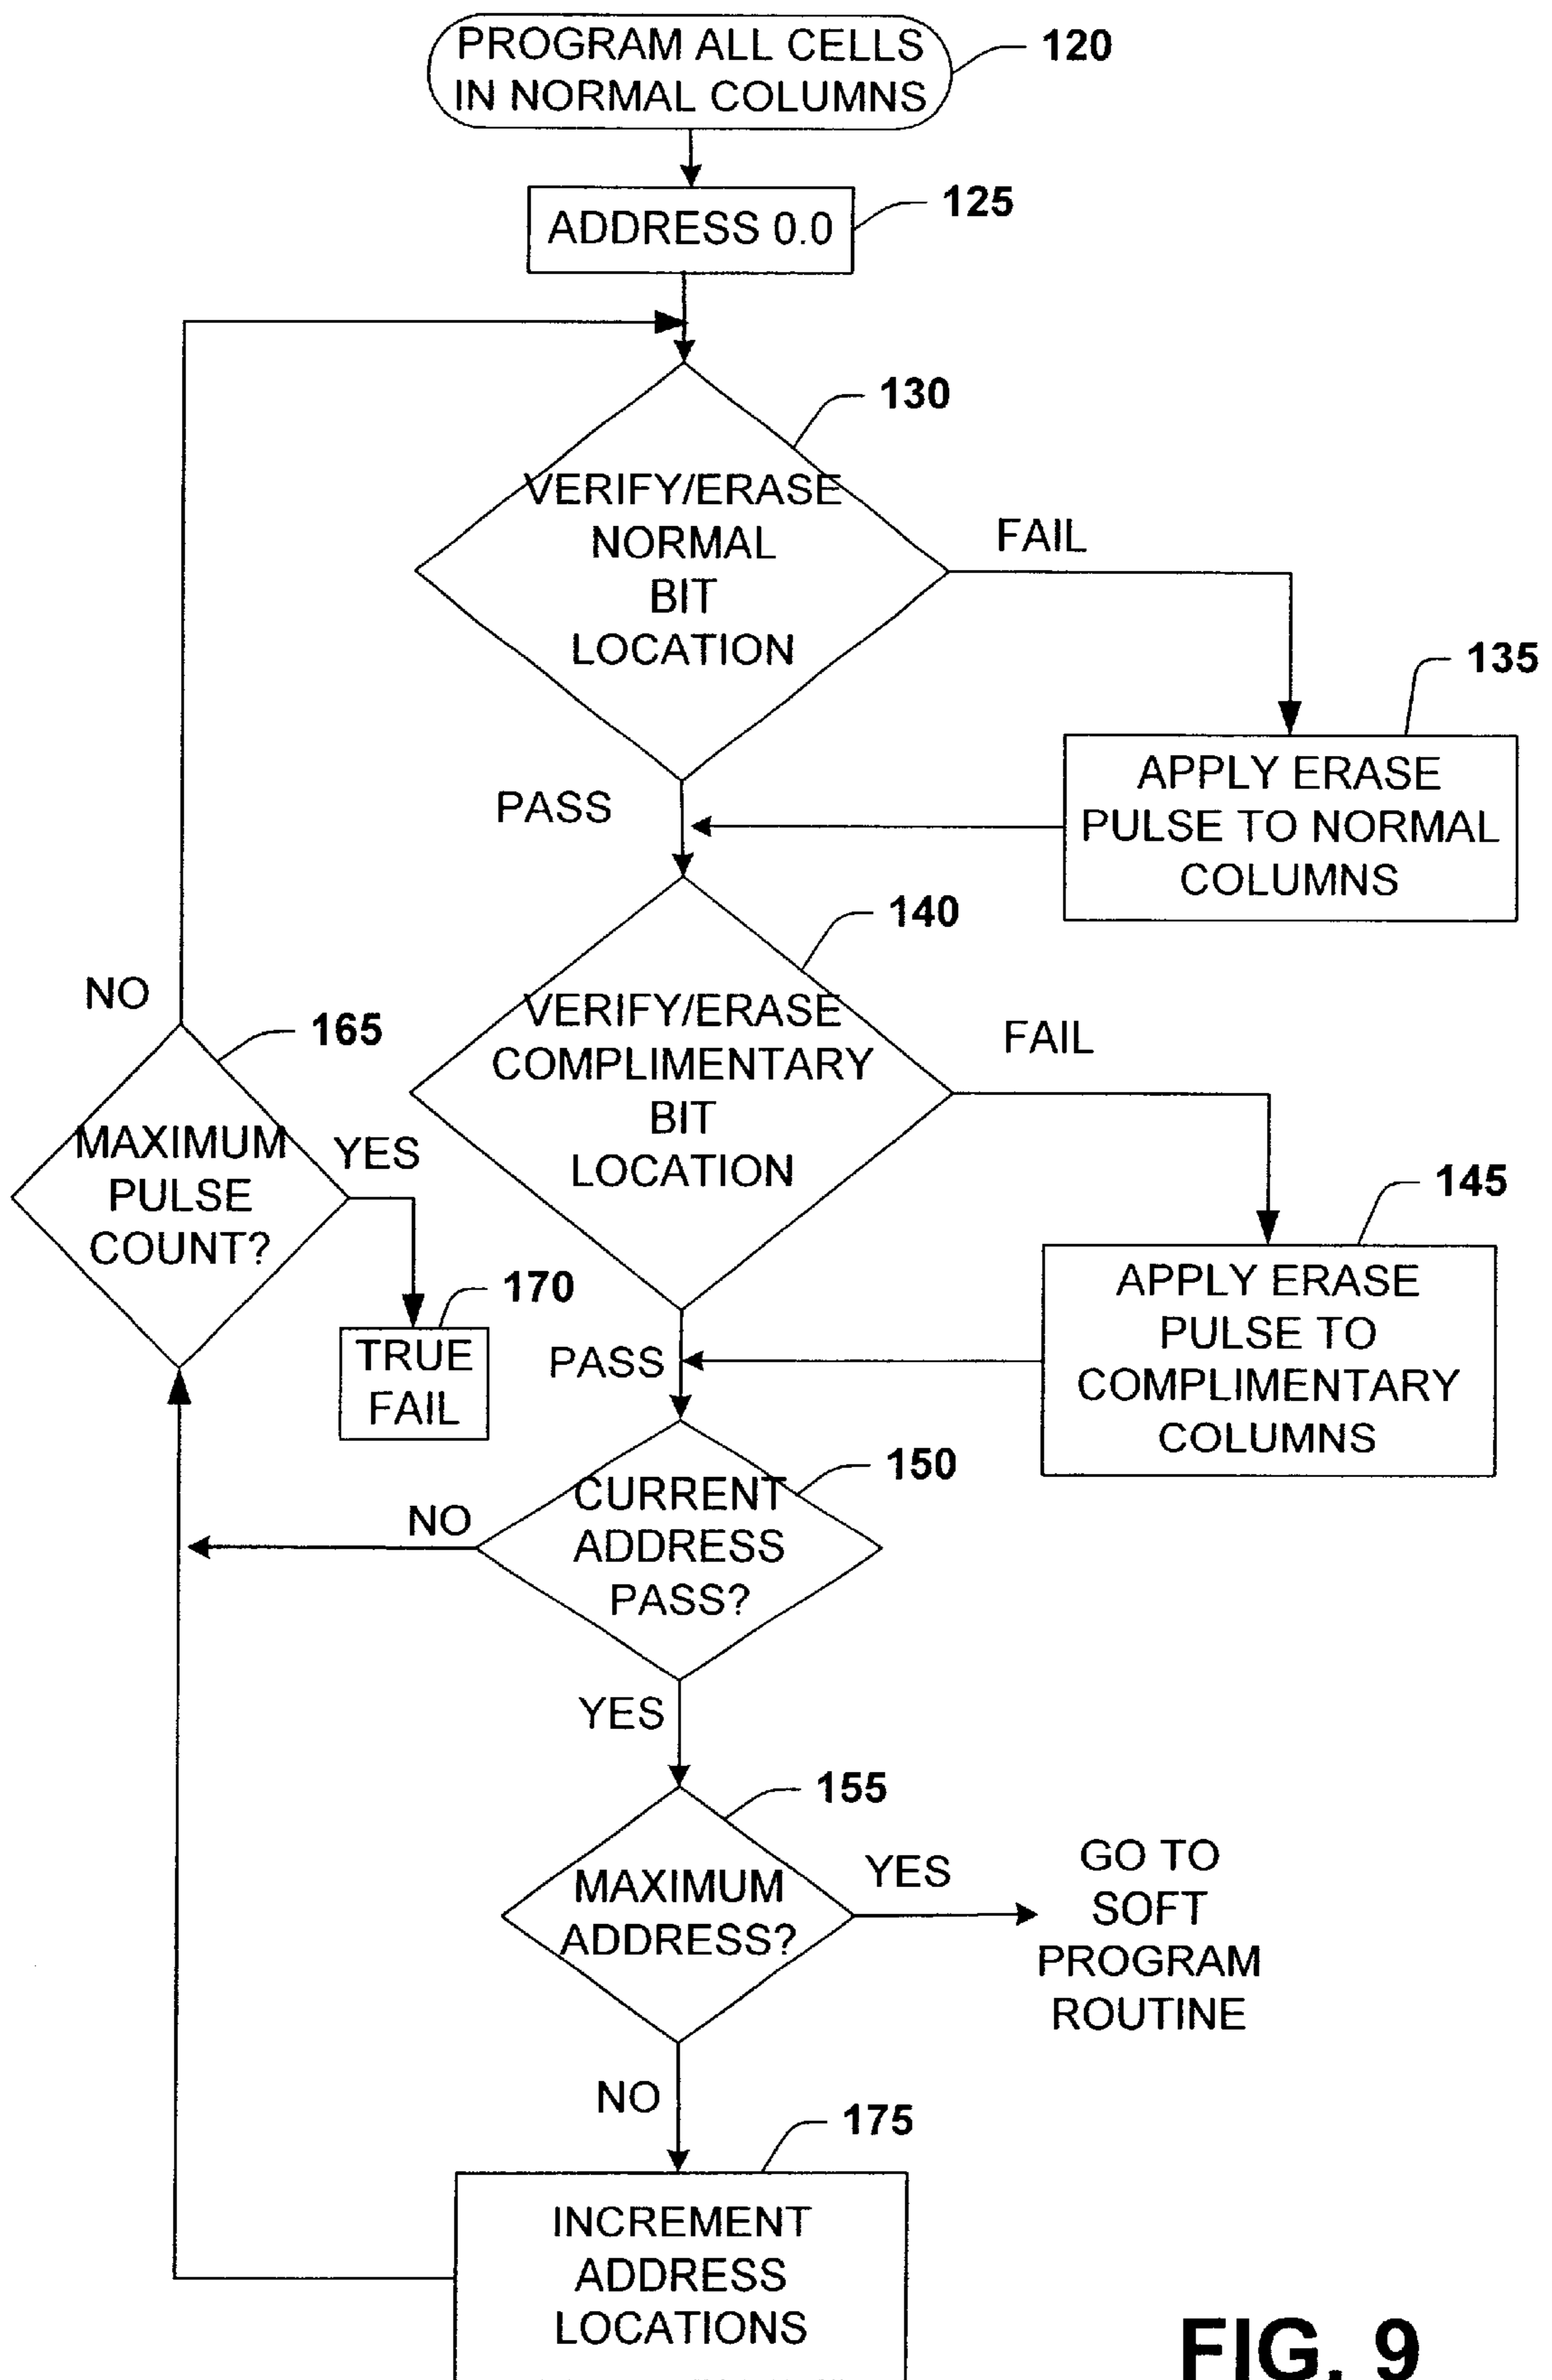 PROGRAM ALL CELLS
IN NORMAL COLUMNS
120
ADDRESS 0.0
125
130
VERIFY/ERASE
NORMAL
BIT
LOCATION
FAIL
135
APPLY ERASE
PULSE TO NORMAL
COLUMNS
PASS
140
VERIFY/ERASE
COMPLIMENTARY
BIT
LOCATION
FAIL
145
APPLY ERASE
PULSE TO
COMPLIMENTARY
COLUMNS
NO
165
MAXIMUM
PULSE
COUNT?
YES
170
TRUE
FAIL
PASS
150
CURRENT
ADDRESS
PASS?
NO
YES
155
MAXIMUM
ADDRESS?
YES
GO TO
SOFT
PROGRAM
ROUTINE
NO
175
INCREMENT
ADDRESS
LOCATIONS
FIG. 9